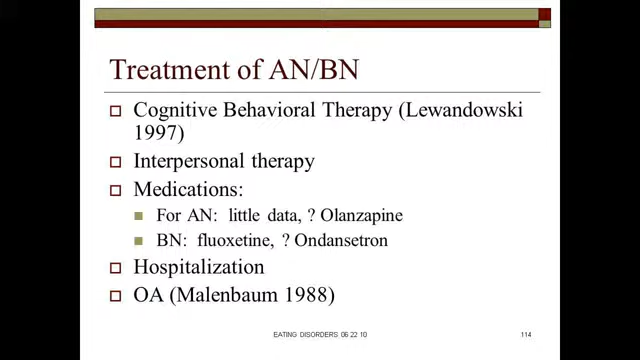 Treatment of AN/BN
Cognitive Behavioral Therapy (Lewandowski
1997)
Interpersonal therapy
Medications:
For AN: little data, ? Olanzapine
BN: fluoxetine, ? Ondansetron
Hospitalization
OA (Malenbaum 1988)
EATING DISORDERS 06 22 10
114